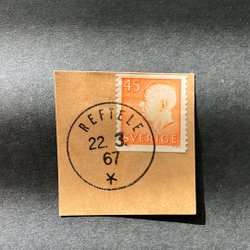 45
SVERIGE
REFTELE
22. 3
67